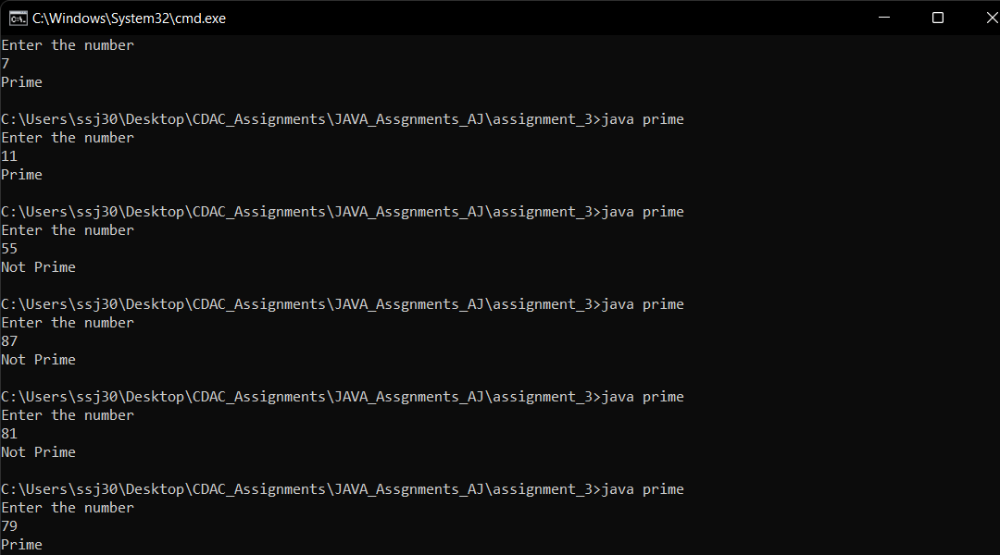 C:\Windows\System32\cmd.exe
Enter the number
7
Prime
C:\Users\ssj30\Desktop\CDAC_Assignments\JAVA_Assgnments_AJ\assignment_3>java prime
Enter the number
11
Prime
C:\Users\ssj30\Desktop\CDAC_Assignments\JAVA_Assgnments_AJ\assignment_3>java prime
Enter the number
55
Not Prime
C:\Users\ssj30\Desktop\CDAC_Assignments\JAVA_Assgnments_AJ\assignment_3>java prime
Enter the number
87
Not Prime
C:\Users\ssj30\Desktop\CDAC_Assignments\JAVA_Assgnments_AJ\assignment_3>java prime
Enter the number
81
Not Prime
C:\Users\ssj30\Desktop\CDAC_Assignments\JAVA_Assgnments_AJ\assignment_3>java prime
Enter the number
79
Prime